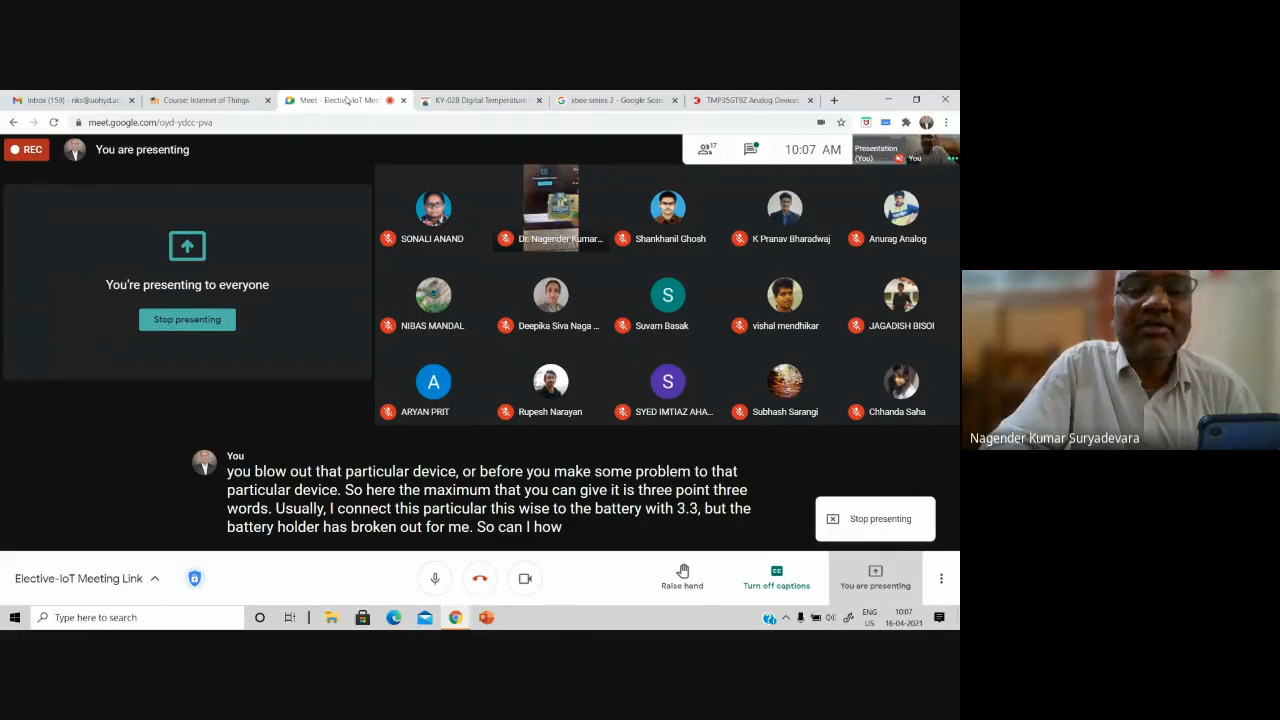 Inbox (159) - nks@uohyd.ac
Course: Internet of Things
Meet - Elective-IoT Mee
KY-028 Digital Temperature
xbee series 2 - Google Sear
TMP35GT9Z Analog Devices
meet.google.com/oyd-ydcc-pva
REC
You are presenting
17
10:07 AM
Presentation
(You)
You
You're presenting to everyone
Stop presenting
SONALI ANAND
Dr. Nagender Kumar...
Shankhanil Ghosh
K Pranav Bharadwaj
Anurag Analog
NIBAS MANDAL
Deepika Siva Naga ...
S
Suvam Basak
vishal mendhikar
JAGADISH BISOI
A
ARYAN PRIT
Rupesh Narayan
S
SYED IMTIAZ AHA...
Subhash Sarangi
Chhanda Saha
You
you blow out that particular device, or before you make some problem to that
particular device. So here the maximum that you can give it is three point three
words. Usually, I connect this particular this wise to the battery with 3.3, but the
battery holder has broken out for me. So can I how
Stop presenting
Nagender Kumar Suryadevara
Elective-IoT Meeting Link
Raise hand
Turn off captions
You are presenting
Type here to search
ENG
US
10:07
16-04-2021